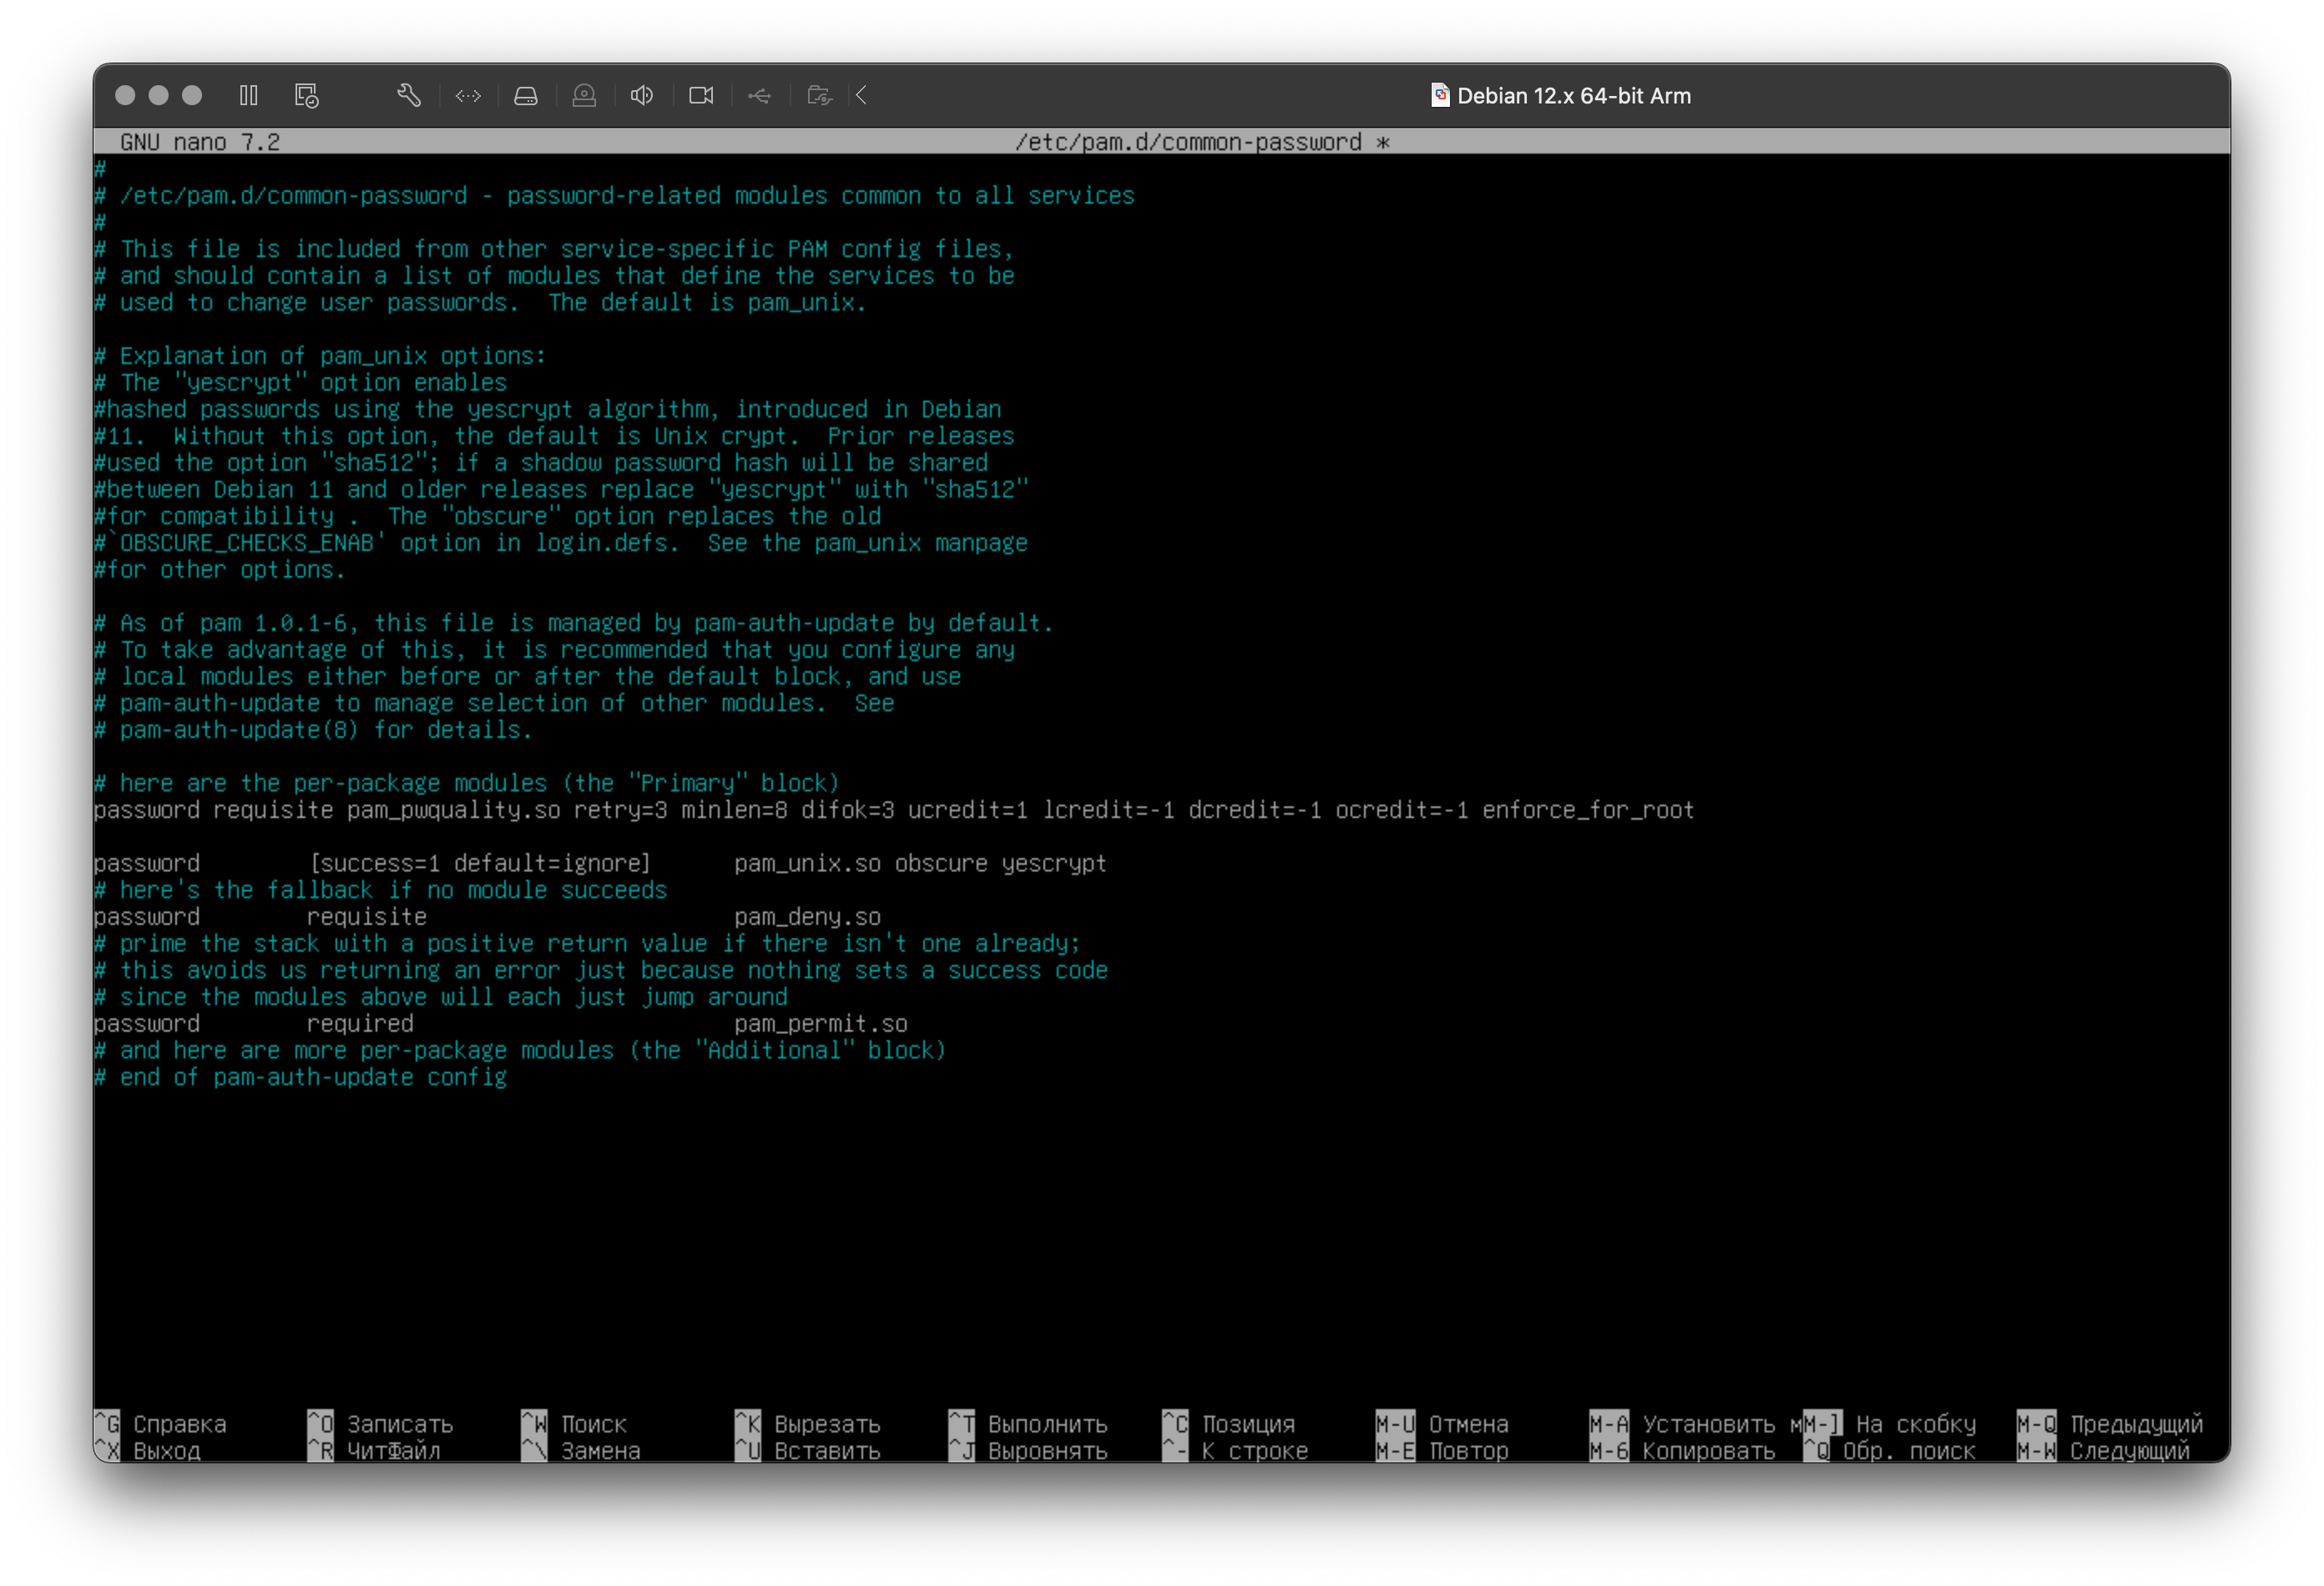 Debian 12.x 64-bit Arm
GNU nano 7.2 /etc/pam.d/common-password *
#
# /etc/pam.d/common-password - password-related modules common to all services
#
# This file is included from other service-specific PAM config files,
# and should contain a list of modules that define the services to be
# used to change user passwords.  The default is pam_unix.

# Explanation of pam_unix options:
# The "yescrypt" option enables
#hashed passwords using the yescrypt algorithm, introduced in Debian
#11.  Without this option, the default is Unix crypt.  Prior releases
#used the option "sha512"; if a shadow password hash will be shared
#between Debian 11 and older releases replace "yescrypt" with "sha512"
#for compatibility .  The "obscure" option replaces the old
#`OBSCURE_CHECKS_ENAB' option in login.defs.  See the pam_unix manpage
#for other options.

# As of pam 1.0.1-6, this file is managed by pam-auth-update by default.
# To take advantage of this, it is recommended that you configure any
# local modules either before or after the default block, and use
# pam-auth-update to manage selection of other modules.  See
# pam-auth-update(8) for details.

# here are the per-package modules (the "Primary" block)
password requisite pam_pwquality.so retry=3 minlen=8 difok=3 ucredit=1 lcredit=-1 dcredit=-1 ocredit=-1 enforce_for_root

password        [success=1 default=ignore]      pam_unix.so obscure yescrypt
# here's the fallback if no module succeeds
password        requisite                       pam_deny.so
# prime the stack with a positive return value if there isn't one already;
# this avoids us returning an error just because nothing sets a success code
# since the modules above will each just jump around
password        required                        pam_permit.so
# and here are more per-package modules (the "Additional" block)
# end of pam-auth-update config
^G Справка ^O Записать ^W Поиск ^K Вырезать ^T Выполнить ^C Позиция M-U Отмена M-A Установить мM-] На скобку M-Q Предыдущий
^X Выход ^R ЧитФайл ^\ Замена ^U Вставить ^J Выровнять ^- К строке M-E Повтор M-6 Копировать ^Q Обр. поиск M-W Следующий